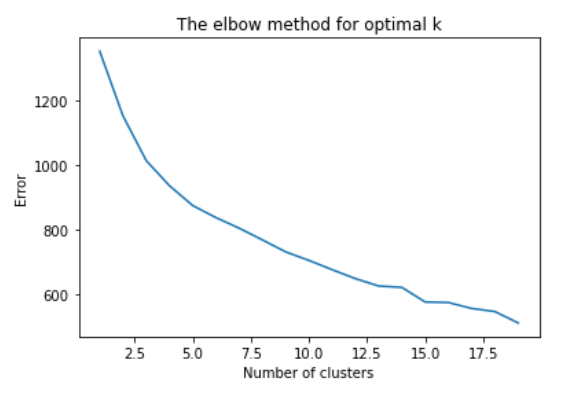 The elbow method for optimal k
1200
1000
800
600
Error
2.5 5.0 7.5 10.0 12.5 15.0 17.5
Number of clusters